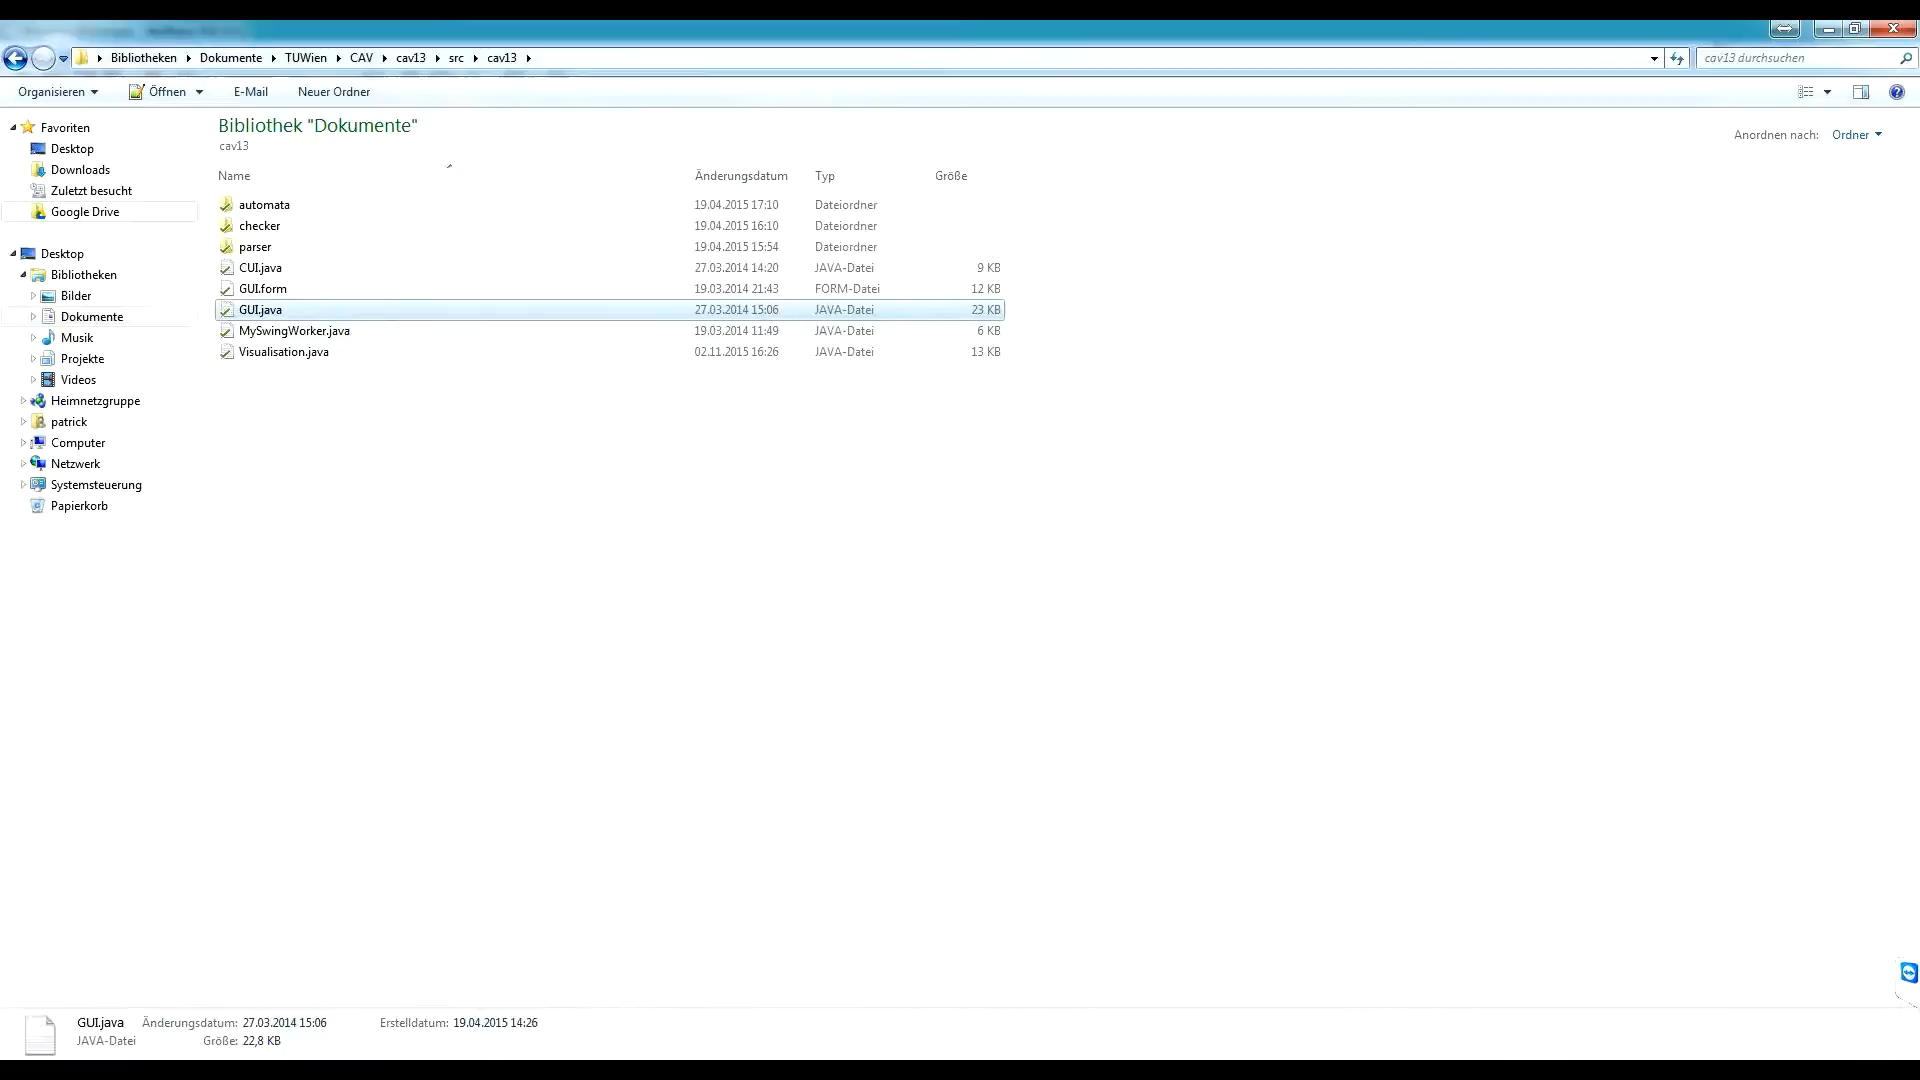 Bibliotheken Dokumente TUWien CAV cav13 src cav13
cav13 durchsuchen
Organisieren Öffnen E-Mail Neuer Ordner
Favoriten
Desktop
Downloads
Zuletzt besucht
Google Drive
Desktop
Bibliotheken
Bilder
Dokumente
Musik
Projekte
Videos
Heimnetzgruppe
patrick
Computer
Netzwerk
Systemsteuerung
Papierkorb
Bibliothek "Dokumente"
cav13
Anordnen nach: Ordner
Name Änderungsdatum Typ Größe
automata 19.04.2015 17:10 Dateiordner
checker 19.04.2015 16:10 Dateiordner
parser 19.04.2015 15:54 Dateiordner
CUI.java 27.03.2014 14:20 JAVA-Datei 9 KB
GUI.form 19.03.2014 21:43 FORM-Datei 12 KB
GUI.java 27.03.2014 15:06 JAVA-Datei 23 KB
MySwingWorker.java 19.03.2014 11:49 JAVA-Datei 6 KB
Visualisation.java 02.11.2015 16:26 JAVA-Datei 13 KB
GUI.java Änderungsdatum: 27.03.2014 15:06 Erstelldatum: 19.04.2015 14:26
JAVA-Datei Größe: 22,8 KB